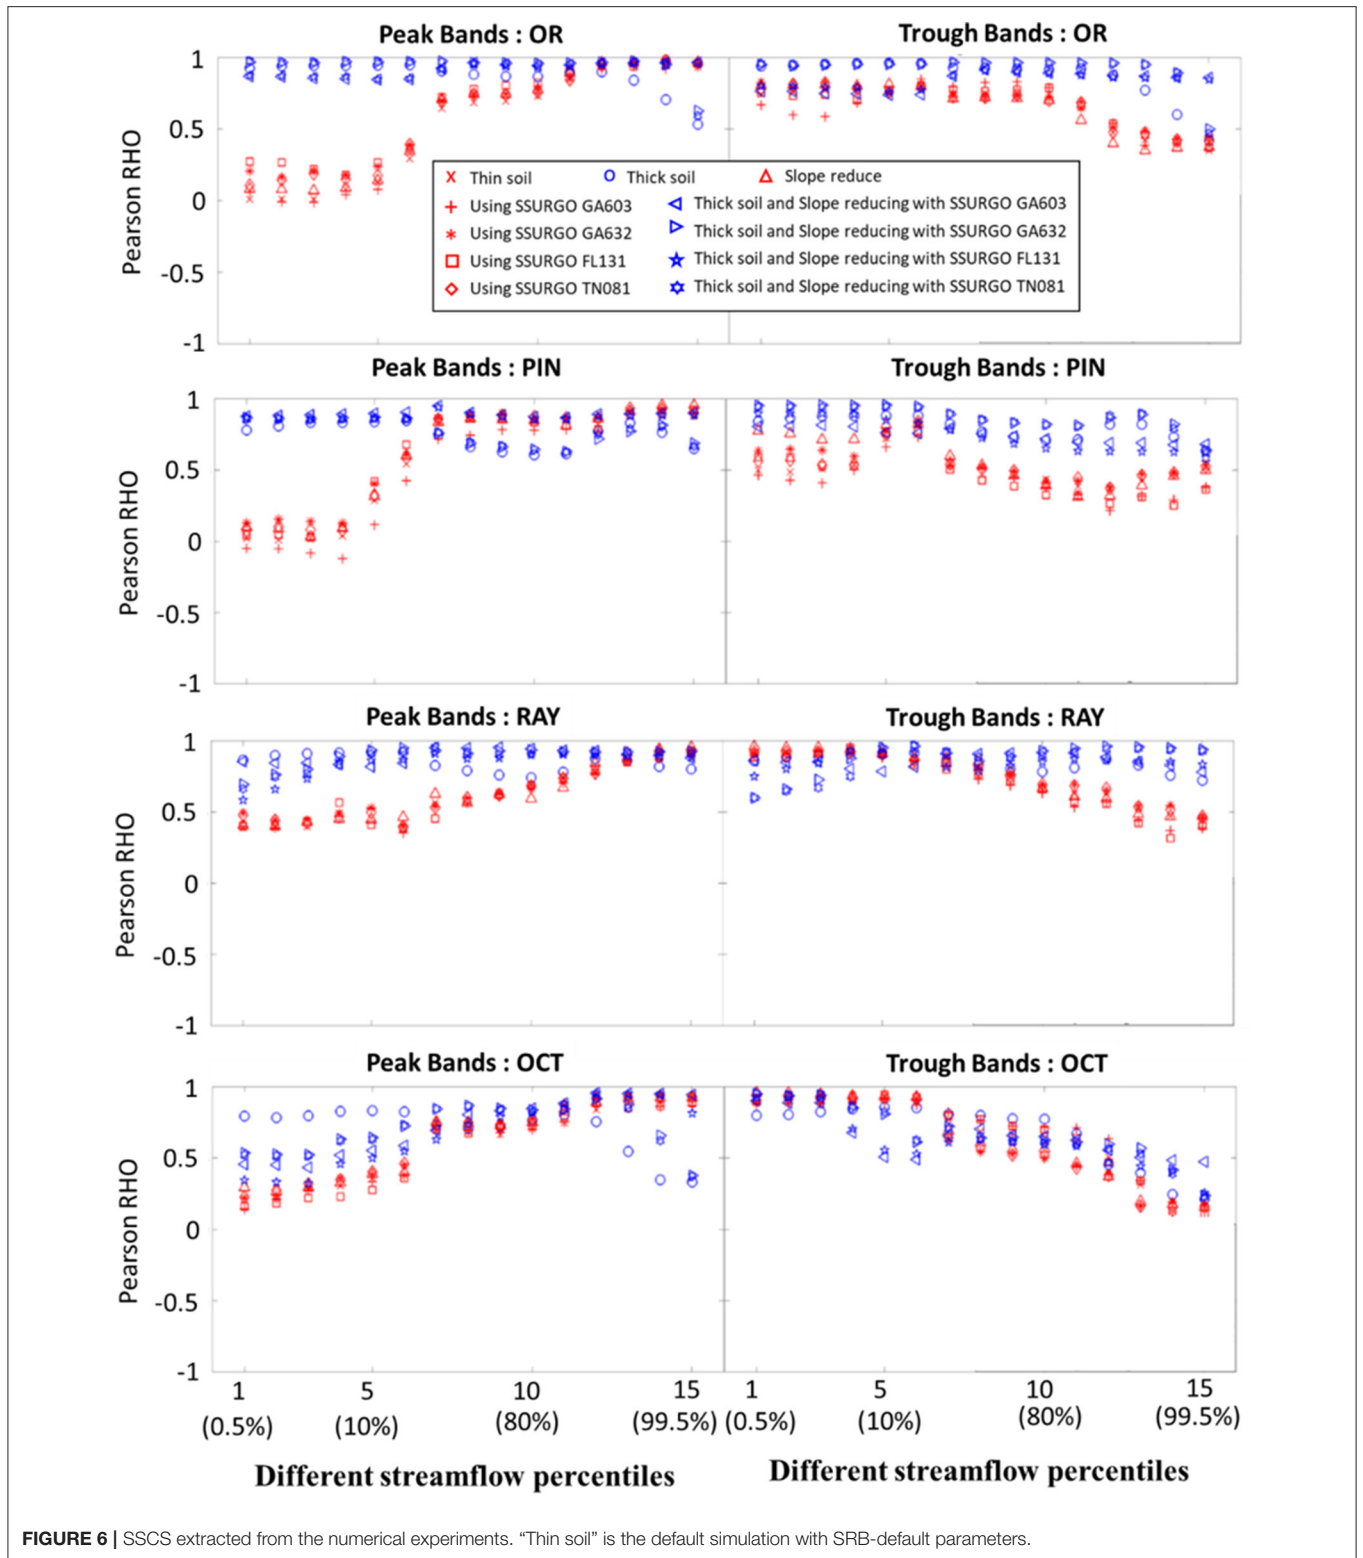 Peak Bands : OR
Trough Bands : OR
Pearson RHO
1
0.5
0
-0.5
-1
Thin soil
Thick soil
Slope reduce
Using SSURGO GA603
Thick soil and Slope reducing with SSURGO GA603
Using SSURGO GA632
Thick soil and Slope reducing with SSURGO GA632
Using SSURGO FL131
Thick soil and Slope reducing with SSURGO FL131
Using SSURGO TN081
Thick soil and Slope reducing with SSURGO TN081
Peak Bands : PIN
Trough Bands : PIN
Pearson RHO
1
0.5
0
-0.5
-1
Peak Bands : RAY
Trough Bands : RAY
Pearson RHO
1
0.5
0
-0.5
-1
Peak Bands : OCT
Trough Bands : OCT
Pearson RHO
1
0.5
0
-0.5
-1
1 5 10 15 1 5 10 15
(0.5%) (10%) (80%) (99.5%) (0.5%) (10%) (80%) (99.5%)
Different streamflow percentiles
Different streamflow percentiles
FIGURE 6 | SSCS extracted from the numerical experiments. “Thin soil” is the default simulation with SRB-default parameters.